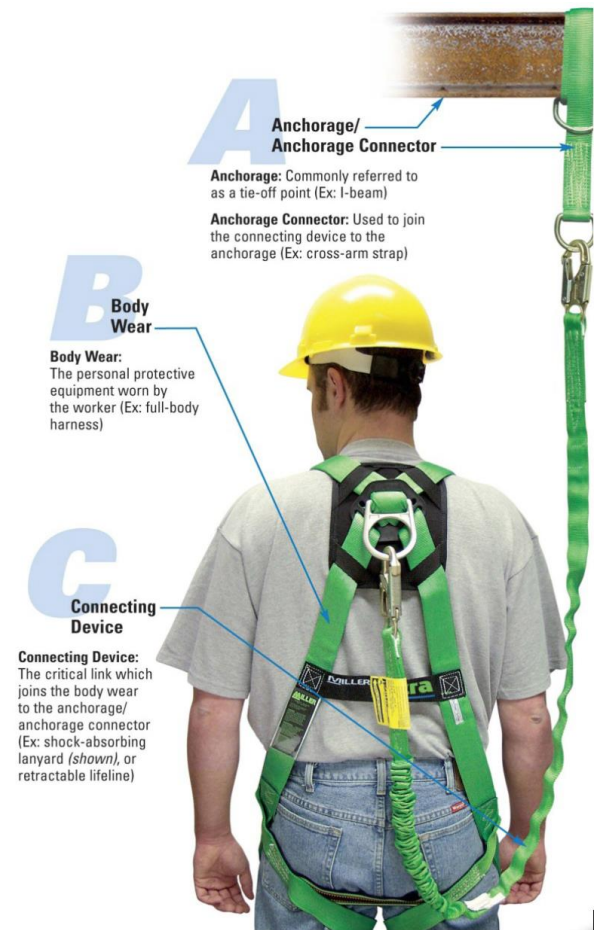 A
Anchorage/
Anchorage Connector
Anchorage: Commonly referred to
as a tie-off point (Ex: I-beam)
Anchorage Connector: Used to join
the connecting device to the
anchorage (Ex: cross-arm strap)
B
Body
Wear
Body Wear:
The personal protective
equipment worn by
the worker (Ex: full-body
harness)
C
Connecting
Device
Connecting Device:
The critical link which
joins the body wear
to the anchorage/
anchorage connector
(Ex: shock-absorbing
lanyard (shown), or
retractable lifeline)
MILLER
ra
MILLER